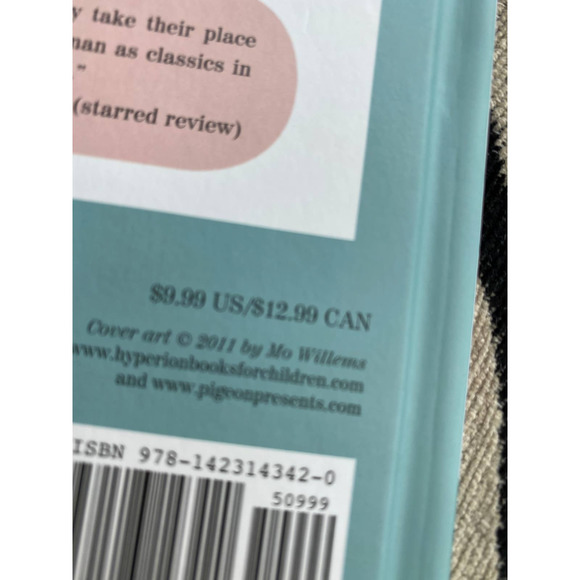 take their place
as classics in
"
(starred review)
$9.99 US/$12.99 CAN
Cover art © 2011 by Mo Willems
www.hyperionbooksforchildren.com
and www.pigeonpresents.com
ISBN 978-142314342-0
50999